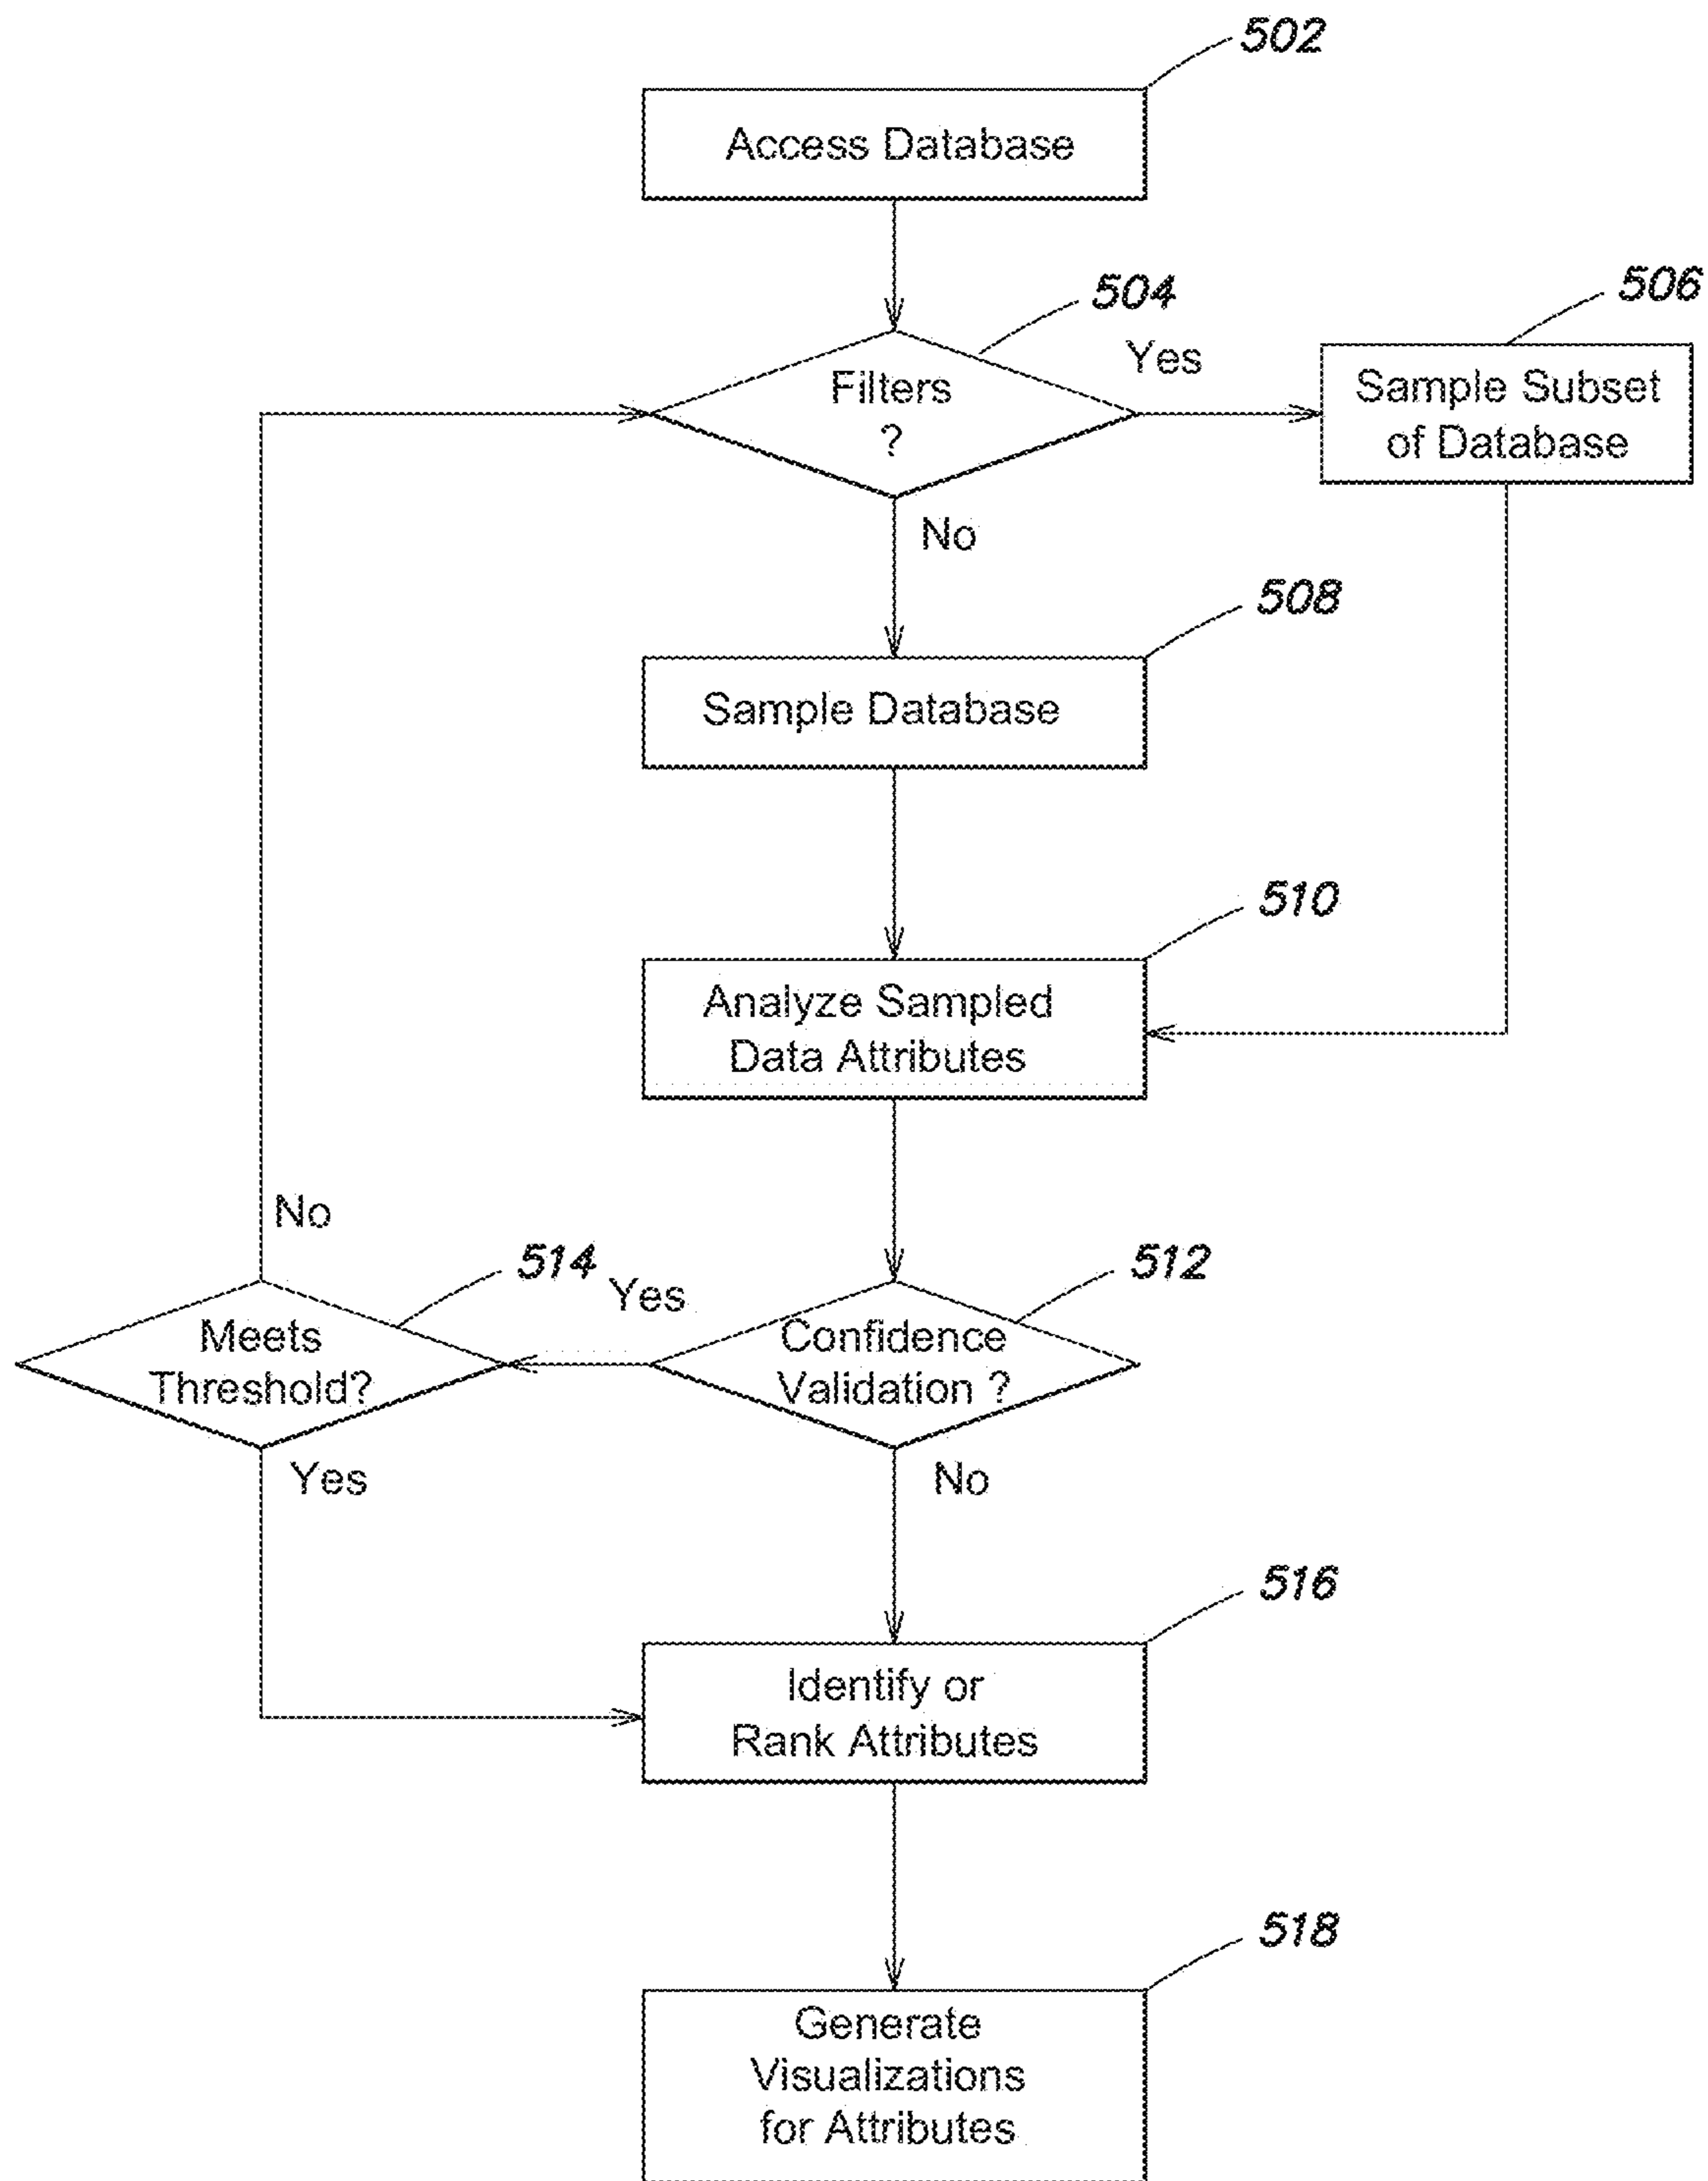 502
Access Database
504
506
Yes
Filters
?
Sample Subset
of Database
No
508
Sample Database
510
Analyze Sampled
Data Attributes
No
514
Yes
512
Meets
Threshold?
Confidence
Validation ?
Yes
No
516
Identify or
Rank Attributes
518
Generate
Visualizations
for Attributes